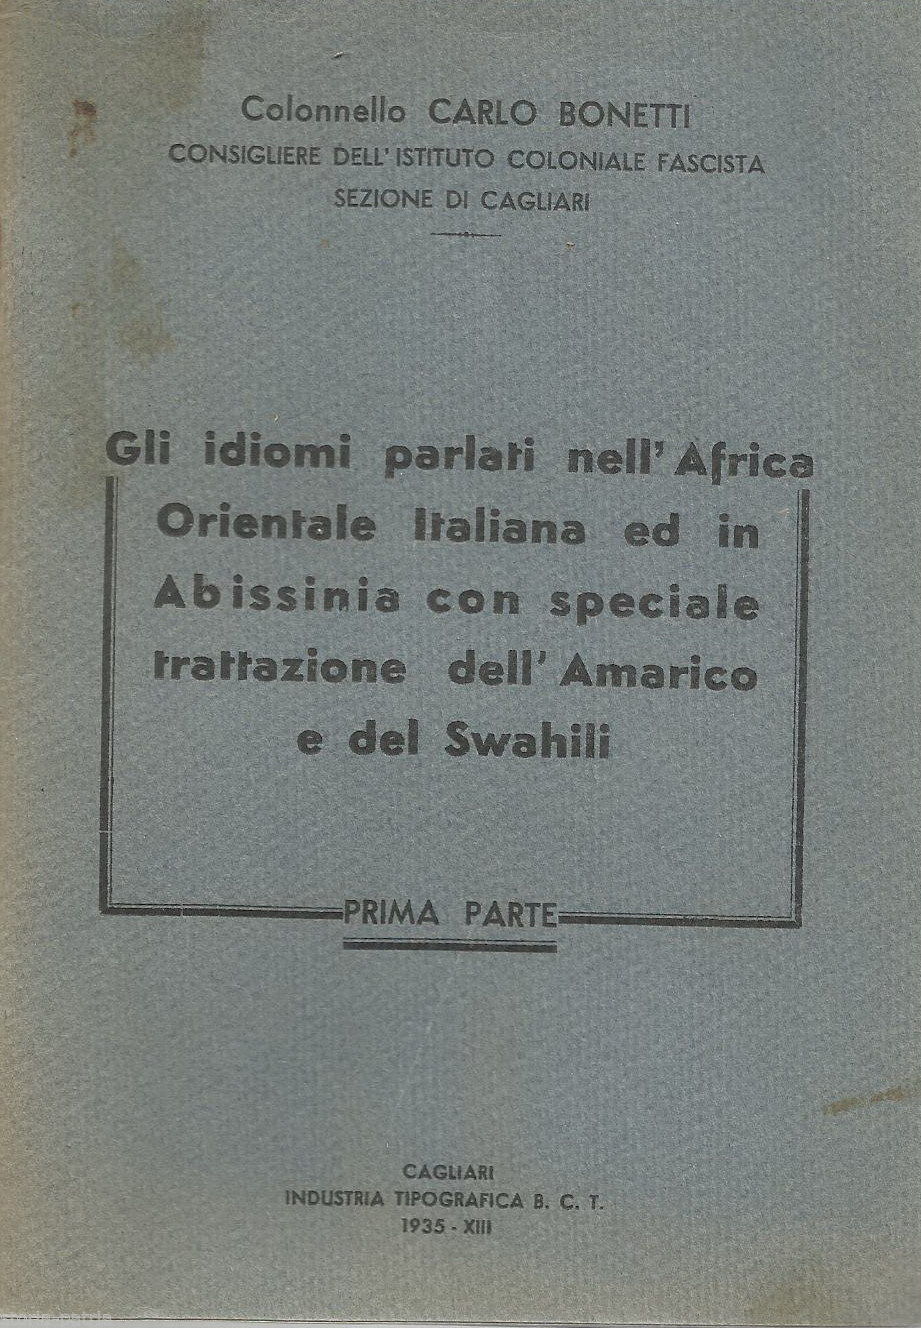 Colonnello CARLO BONETTI
CONSIGLIERE DELL'ISTITUTO COLONIALE FASCISTA
SEZIONE DI CAGLIARI
Gli idiomi parlati nell'Africa
Orientale Italiana ed in
Abissinia con speciale
trattazione dell'Amarico
e del Swahili
PRIMA PARTE
CAGLIARI
INDUSTRIA TIPOGRAFICA B. C. T.
1935 - XIII